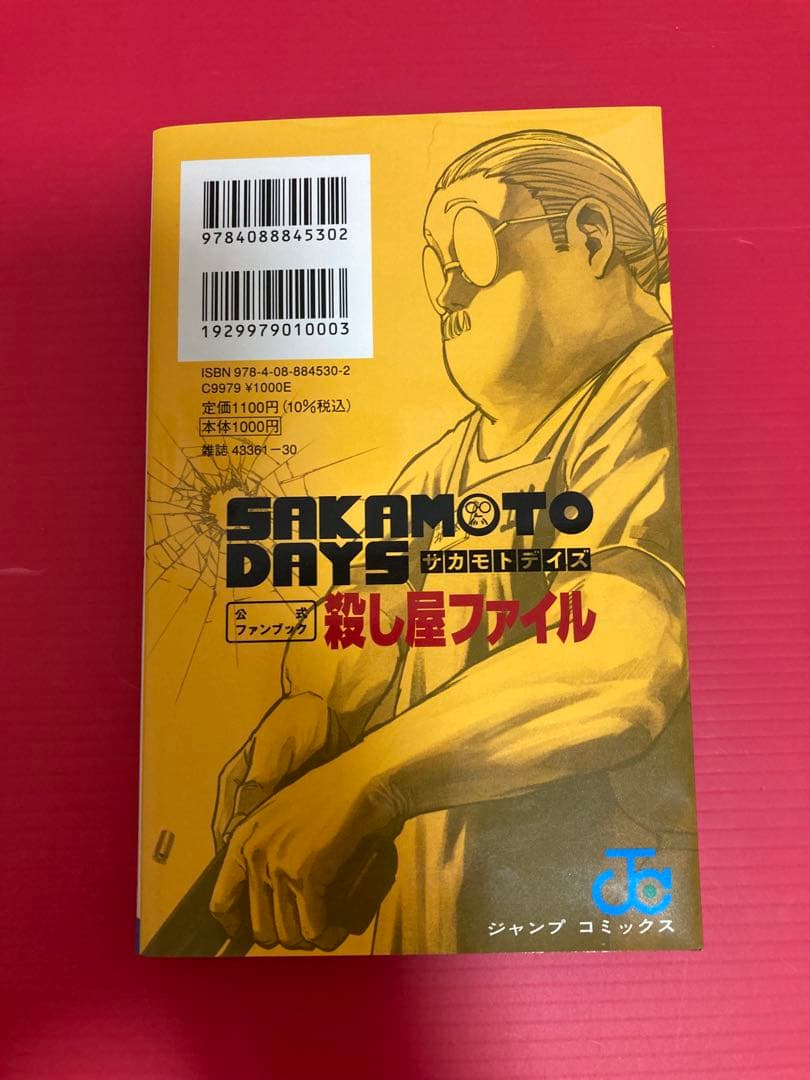 9784088845302
1929979010003
ISBN 978-4-08-884530-2
C9979 ¥1000E
定価1100円(10%税込)
本体1000円
雑誌 43361-30
SAKAMOTO
DAYS サカモトデイズ
公式
ファンブック
殺し屋ファイル
JC
ジャンプ コミックス